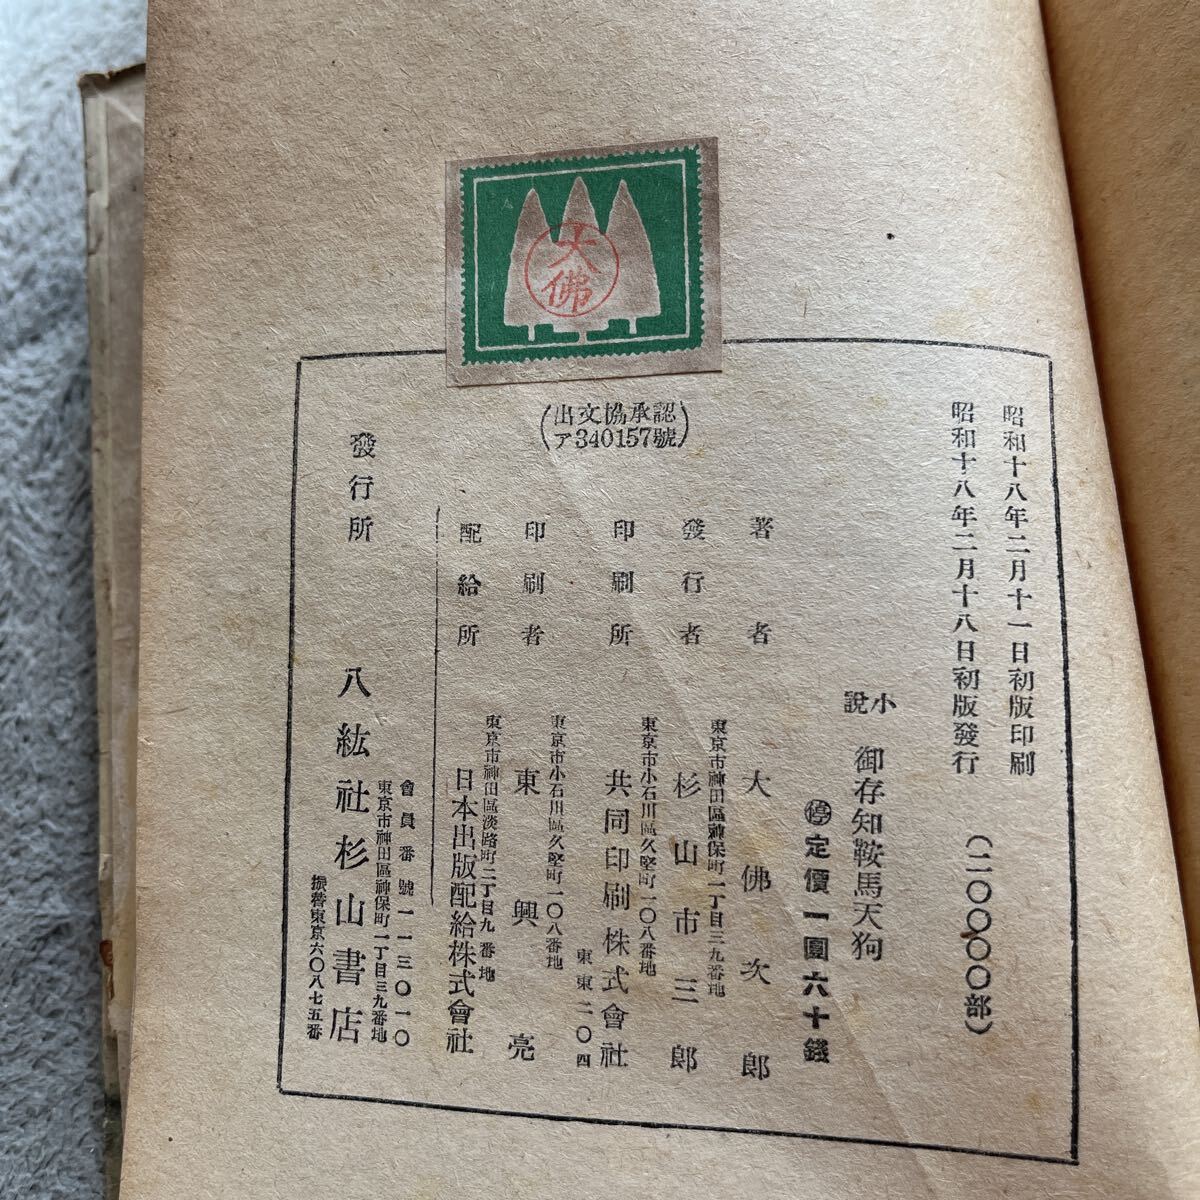 大佛
(出文協承認
ア340157號)
昭和十八年二月十一日初版印刷
昭和十八年二月十八日初版發行 (二〇〇〇〇部)
小説 御存知鞍馬天狗
停 定價一圓六十錢
著者 大佛次郎
東京市神田區神保町一丁目三九番地
發行者 杉山市三郎
東京市小石川區久堅町一〇八番地
印刷所 共同印刷株式會社
東東二〇四
東京市小石川區久堅町一〇八番地
印刷者 東興亮
東京市神田區淡路町二丁目九番地
配給所 日本出版配給株式會社
會員番號一一三〇一〇
東京市神田區神保町一丁目三九番地
發行所 八紘社杉山書店
振替東京六〇八七五番